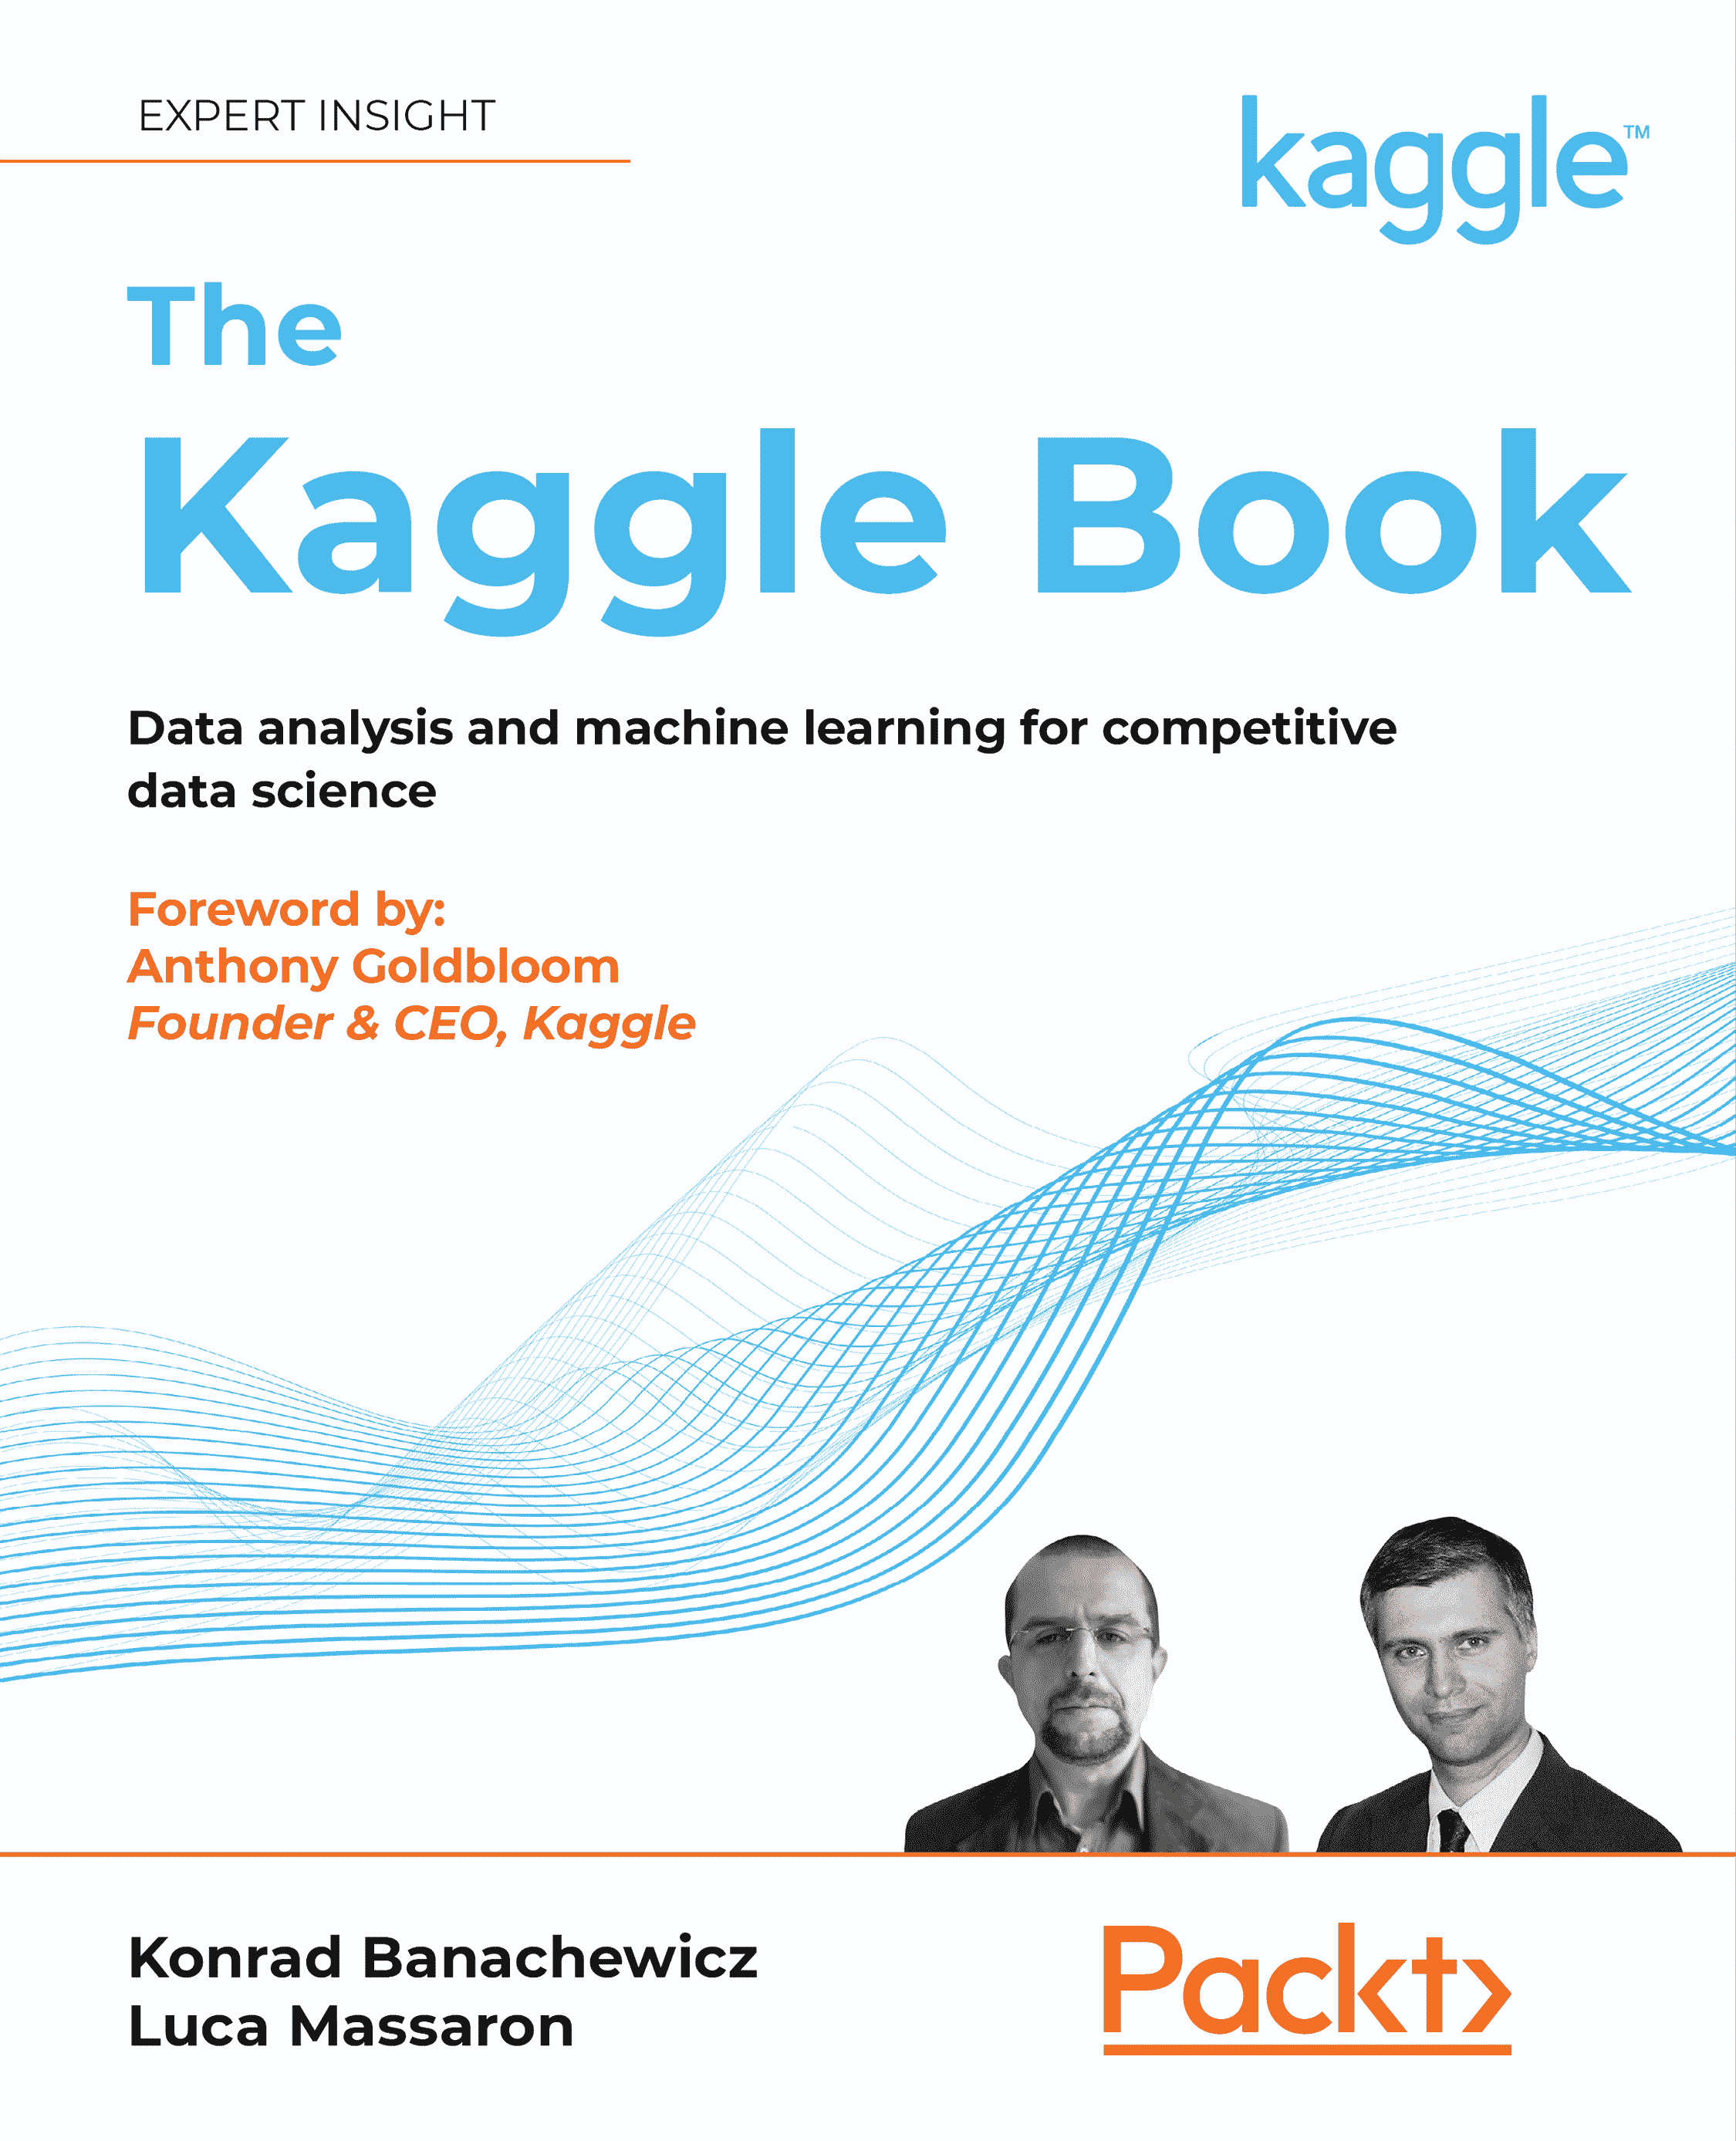 EXPERT INSIGHT
kaggle™
The
Kaggle Book
Data analysis and machine learning for competitive
data science
Foreword by:
Anthony Goldbloom
Founder & CEO, Kaggle
Konrad Banachewicz
Luca Massaron
Packt